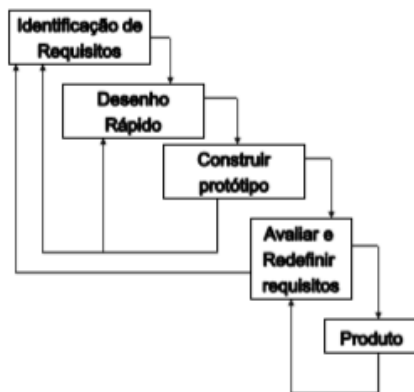 Identificação de
Requisitos
Desenho
Rápido
Construir
protótipo
Avaliar e
Redefinir
requisitos
Produto